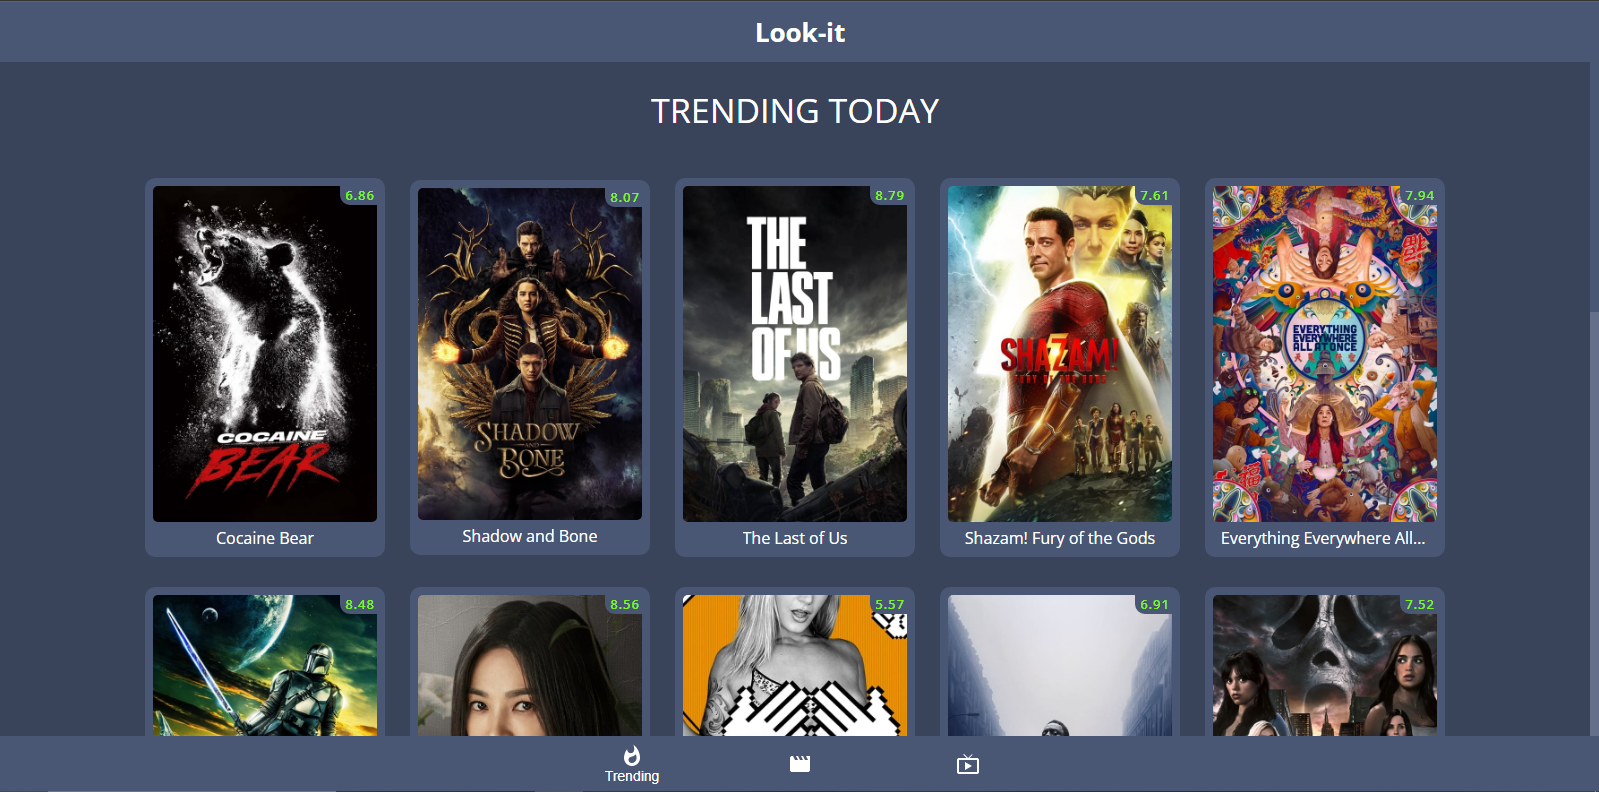 Look-it
TRENDING TODAY
6.86
8.07
8.79
7.61
7.94
COCAINE
BEAR
SHADOW
AND
BONE
THE
LAST
OF US
SHAZAM!
FURY OF THE GODS
EVERYTHING
EVERYWHERE
ALL AT ONCE
Cocaine Bear
Shadow and Bone
The Last of Us
Shazam! Fury of the Gods
Everything Everywhere All...
8.48
8.56
5.57
6.91
7.52
Trending